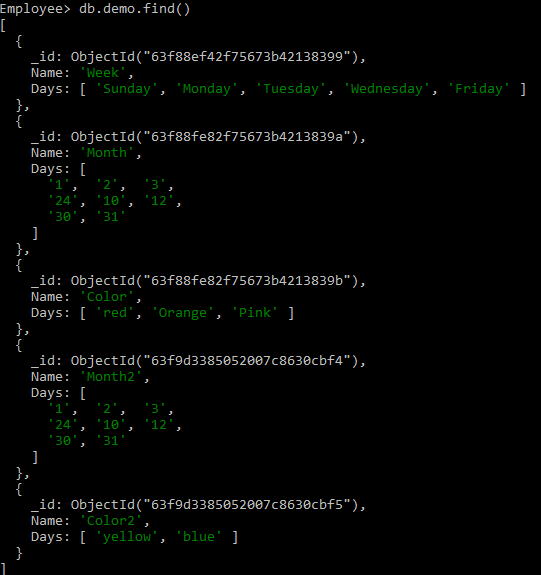 Employee> db.demo.find()
[
  {
    _id: ObjectId("63f88ef42f75673b42138399"),
    Name: 'Week',
    Days: [ 'Sunday', 'Monday', 'Tuesday', 'Wednesday', 'Friday' ]
  },
  {
    _id: ObjectId("63f88fe82f75673b4213839a"),
    Name: 'Month',
    Days: [
      '1',  '2',  '3',
      '24', '10', '12',
      '30', '31'
    ]
  },
  {
    _id: ObjectId("63f88fe82f75673b4213839b"),
    Name: 'Color',
    Days: [ 'red', 'Orange', 'Pink' ]
  },
  {
    _id: ObjectId("63f9d3385052007c8630cbf4"),
    Name: 'Month2',
    Days: [
      '1',  '2',  '3',
      '24', '10', '12',
      '30', '31'
    ]
  },
  {
    _id: ObjectId("63f9d3385052007c8630cbf5"),
    Name: 'Color2',
    Days: [ 'yellow', 'blue' ]
  }
]